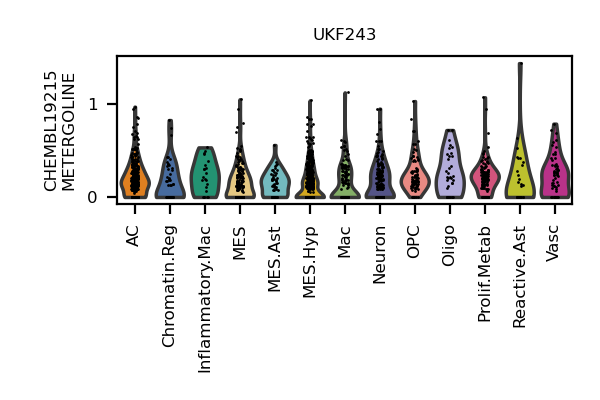 UKF243
CHEMBL19215
METERGOLINE
1
0
AC
Chromatin.Reg
Inflammatory.Mac
MES
MES.Ast
MES.Hyp
Mac
Neuron
OPC
Oligo
Prolif.Metab
Reactive.Ast
Vasc